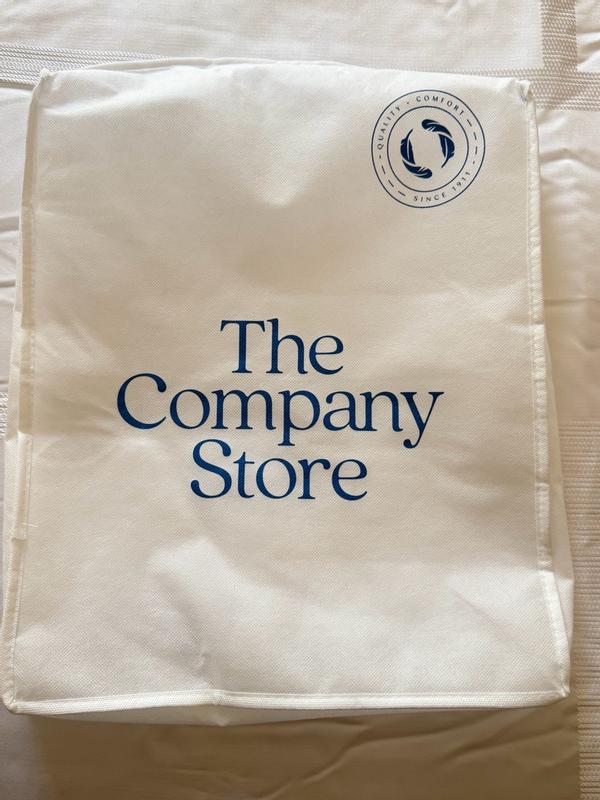 QUALITY • COMFORT
SINCE 1911
The
Company
Store